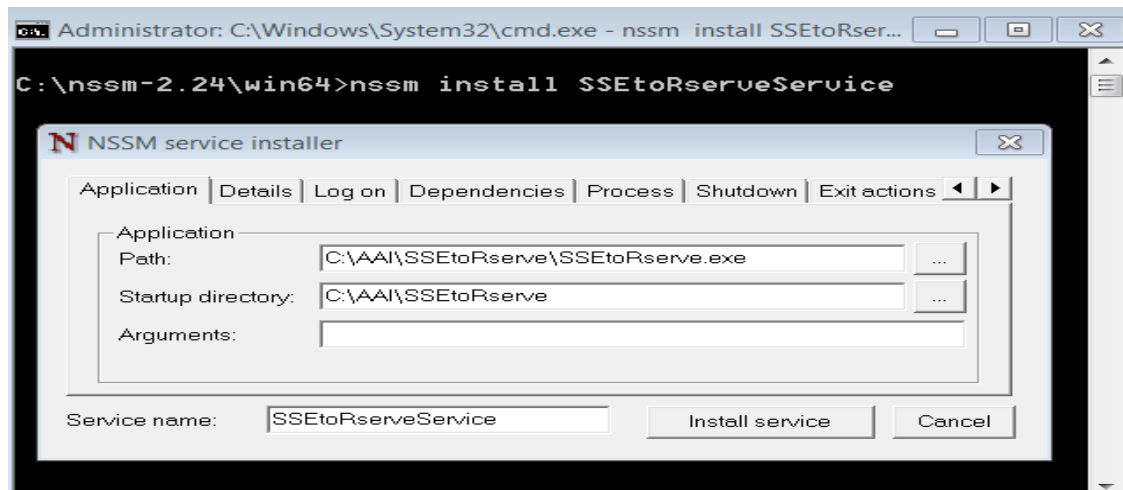 Administrator: C:\Windows\System32\cmd.exe - nssm  install SSEtoRser...
C:\nssm-2.24\win64>nssm install SSEtoRserveService
NSSM service installer
Application Details Log on Dependencies Process Shutdown Exit actions
Application
Path: C:\AAI\SSEtoRserve\SSEtoRserve.exe ...
Startup directory: C:\AAI\SSEtoRserve ...
Arguments:
Service name: SSEtoRserveService Install service Cancel